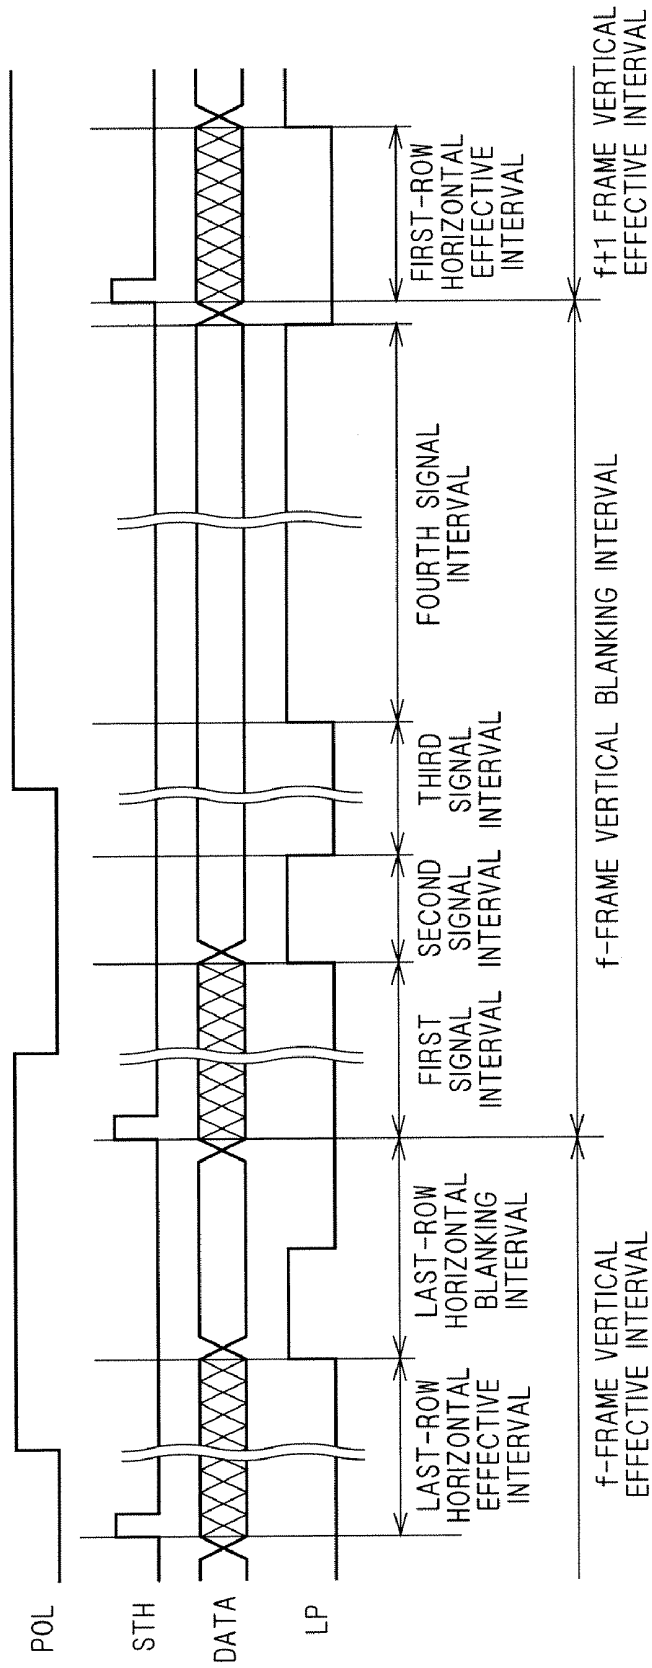 POL
STH
DATA
LP
LAST-ROW
HORIZONTAL
EFFECTIVE
INTERVAL
LAST-ROW
HORIZONTAL
BLANKING
INTERVAL
FIRST
SIGNAL
INTERVAL
SECOND
SIGNAL
INTERVAL
THIRD
SIGNAL
INTERVAL
FOURTH SIGNAL
INTERVAL
FIRST-ROW
HORIZONTAL
EFFECTIVE
INTERVAL
f-FRAME VERTICAL
EFFECTIVE INTERVAL
f-FRAME VERTICAL BLANKING INTERVAL
f+1 FRAME VERTICAL
EFFECTIVE INTERVAL